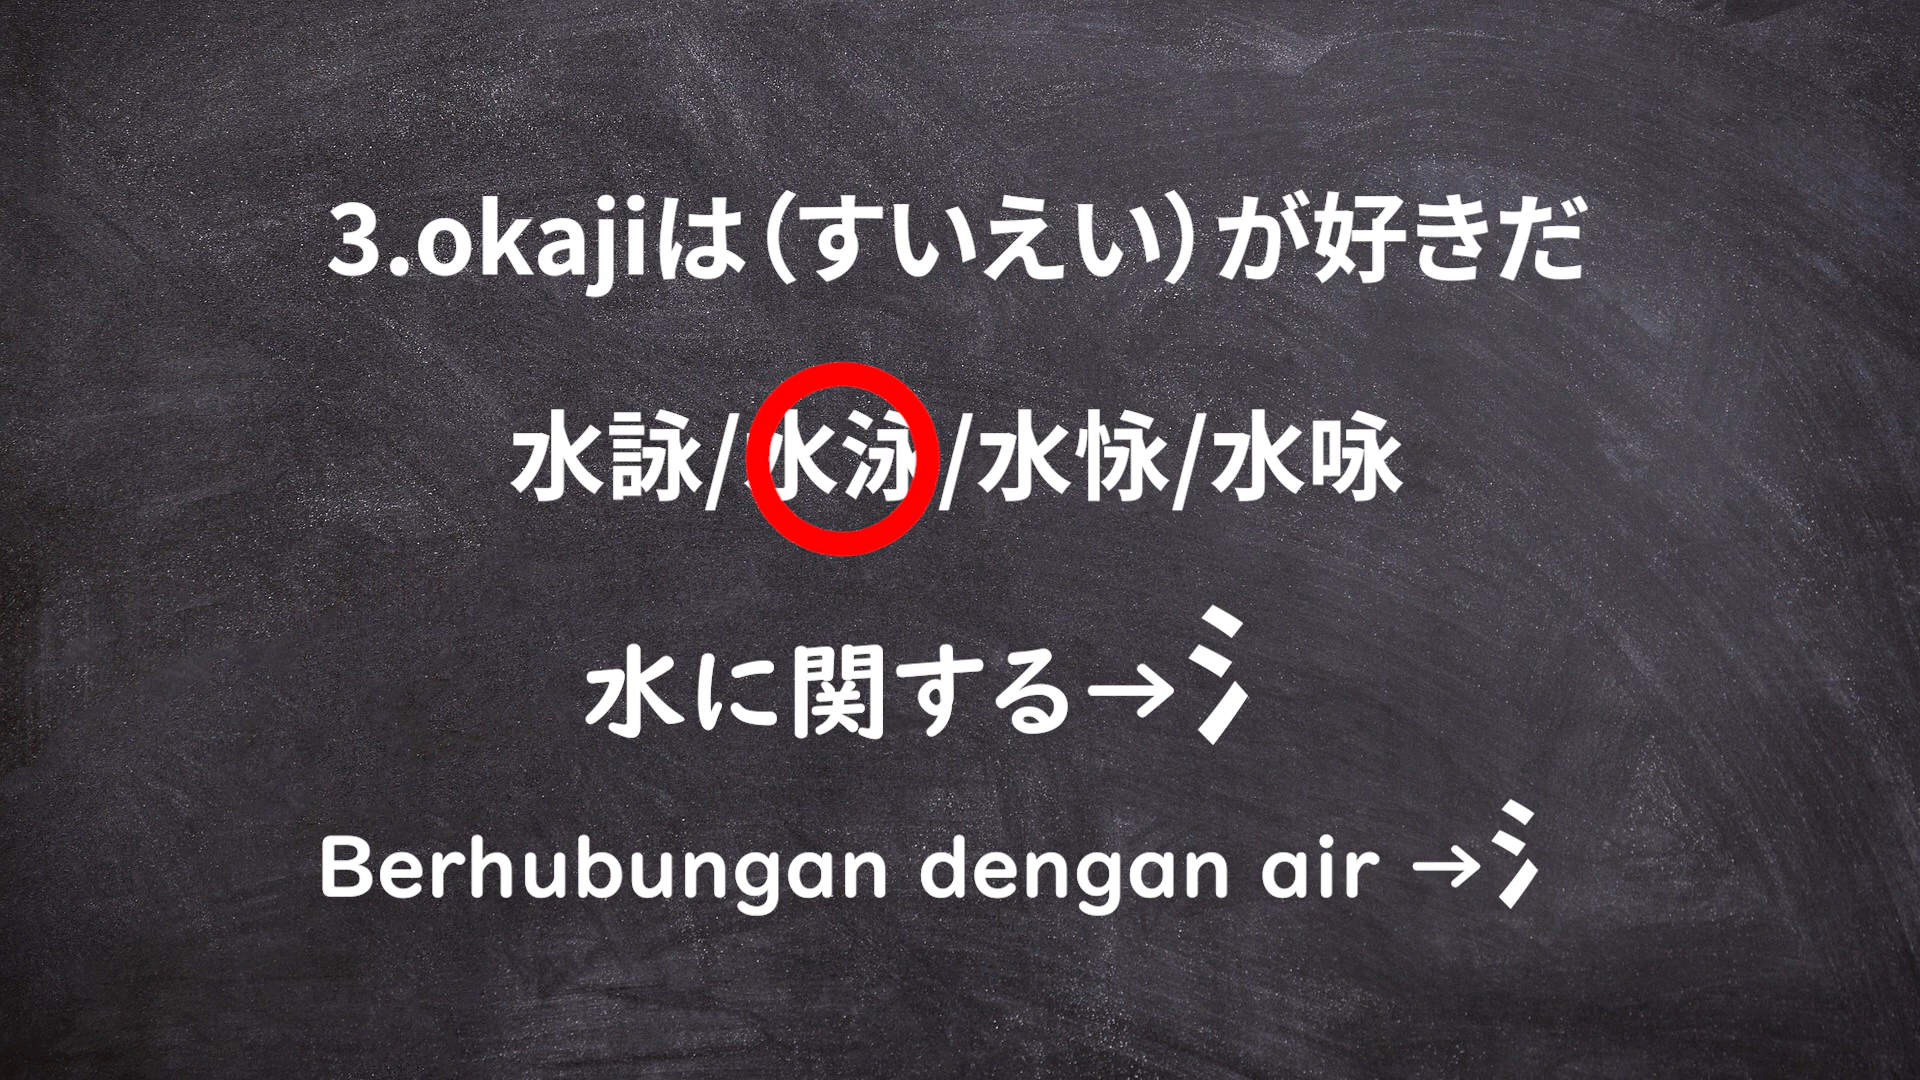 3.okajiは（すいえい）が好きだ
水詠/水泳/水怺/水咏
水に関する→氵
Berhubungan dengan air →氵